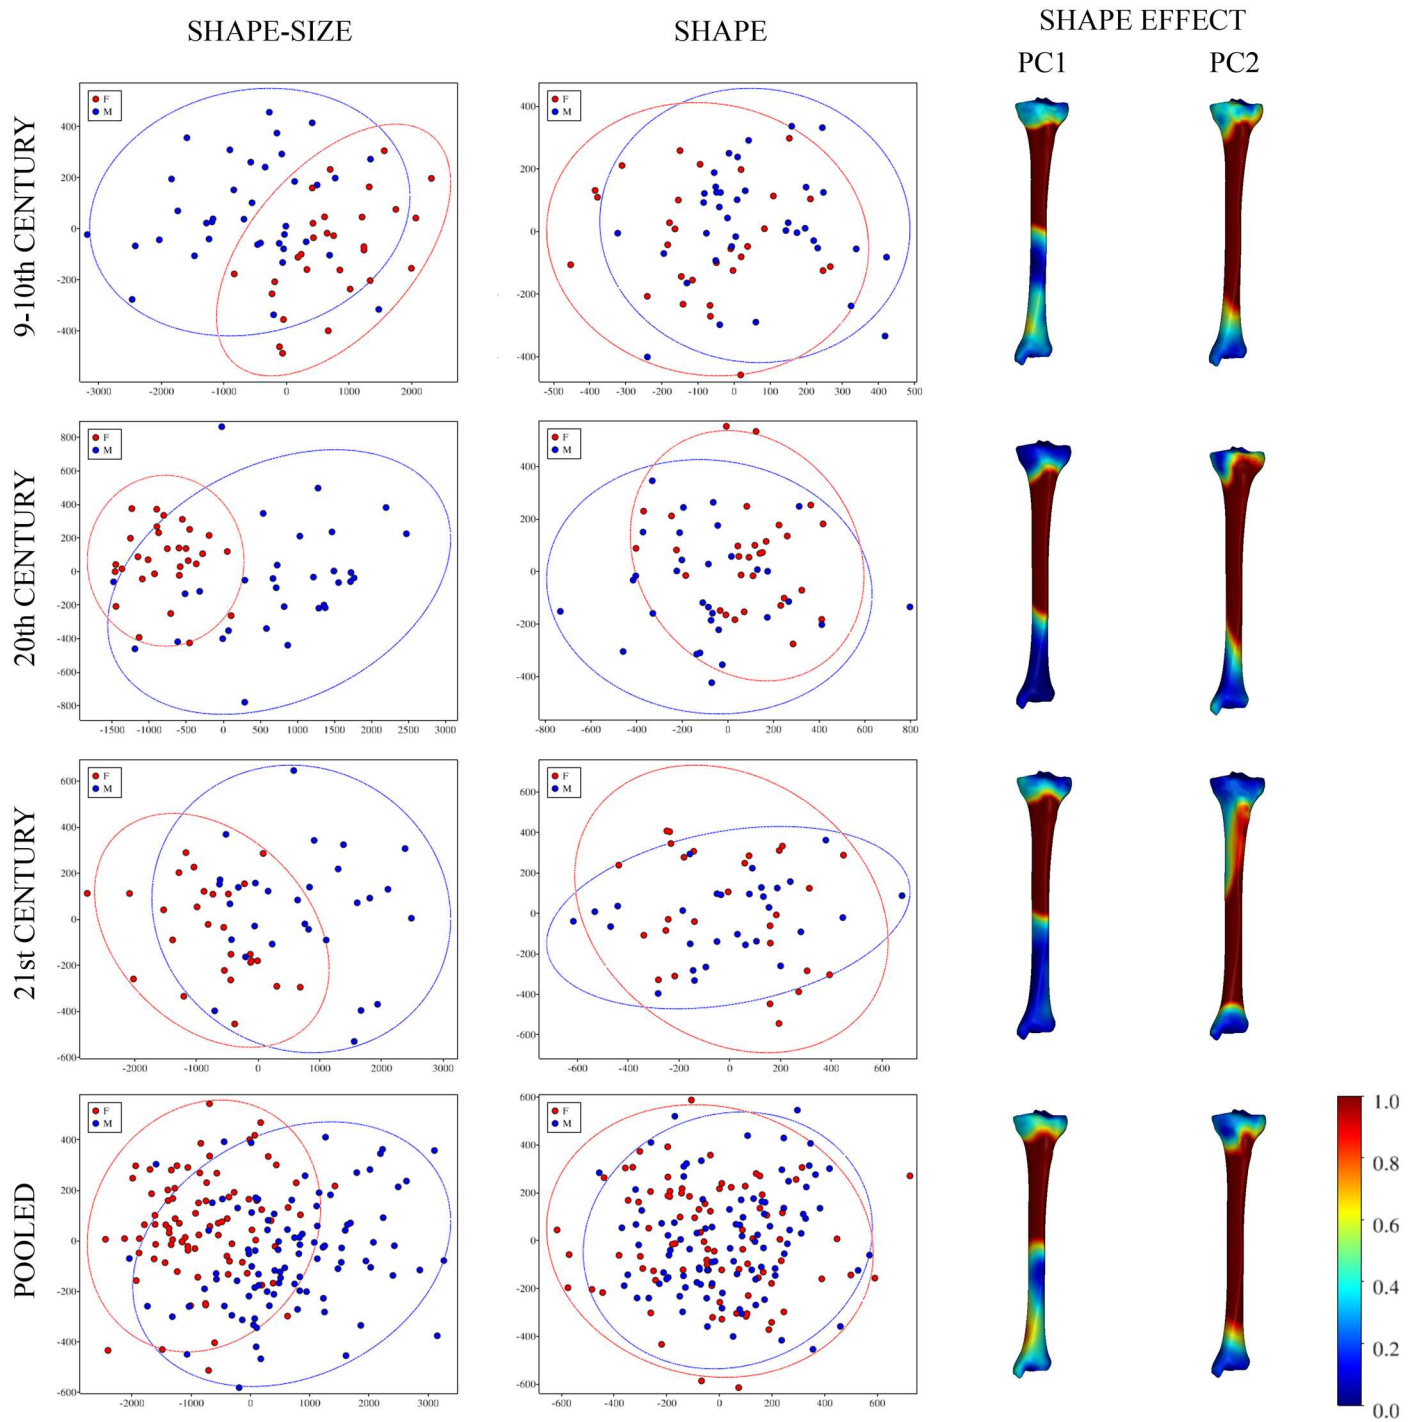 SHAPE-SIZE SHAPE SHAPE EFFECT
PC1 PC2
9-10th CENTURY
F
M
400
200
0
-200
-400
-3000 -2000 -1000 0 1000 2000
F
M
400
200
0
-200
-400
-500 -400 -300 -200 -100 0 100 200 300 400 500
20th CENTURY
F
M
800
600
400
200
0
-200
-400
-600
-800
-1500 -1000 -500 0 500 1000 1500 2000 2500 3000
F
M
400
200
0
-200
-400
-800 -600 -400 -200 0 200 400 600 800
21st CENTURY
F
M
600
400
200
0
-200
-400
-600
-2000 -1000 0 1000 2000 3000
F
M
600
400
200
0
-200
-400
-600
-600 -400 -200 0 200 400 600
POOLED
F
M
400
200
0
-200
-400
-600
-2000 -1000 0 1000 2000 3000
F
M
600
400
200
0
-200
-400
-600
-600 -400 -200 0 200 400 600
1.0
0.8
0.6
0.4
0.2
0.0